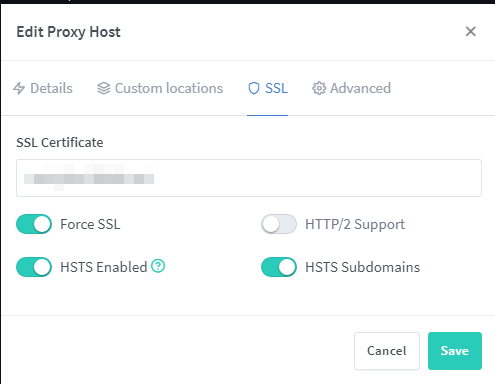 Edit Proxy Host
Details Custom locations SSL Advanced
SSL Certificate
Force SSL HTTP/2 Support
HSTS Enabled HSTS Subdomains
Cancel Save